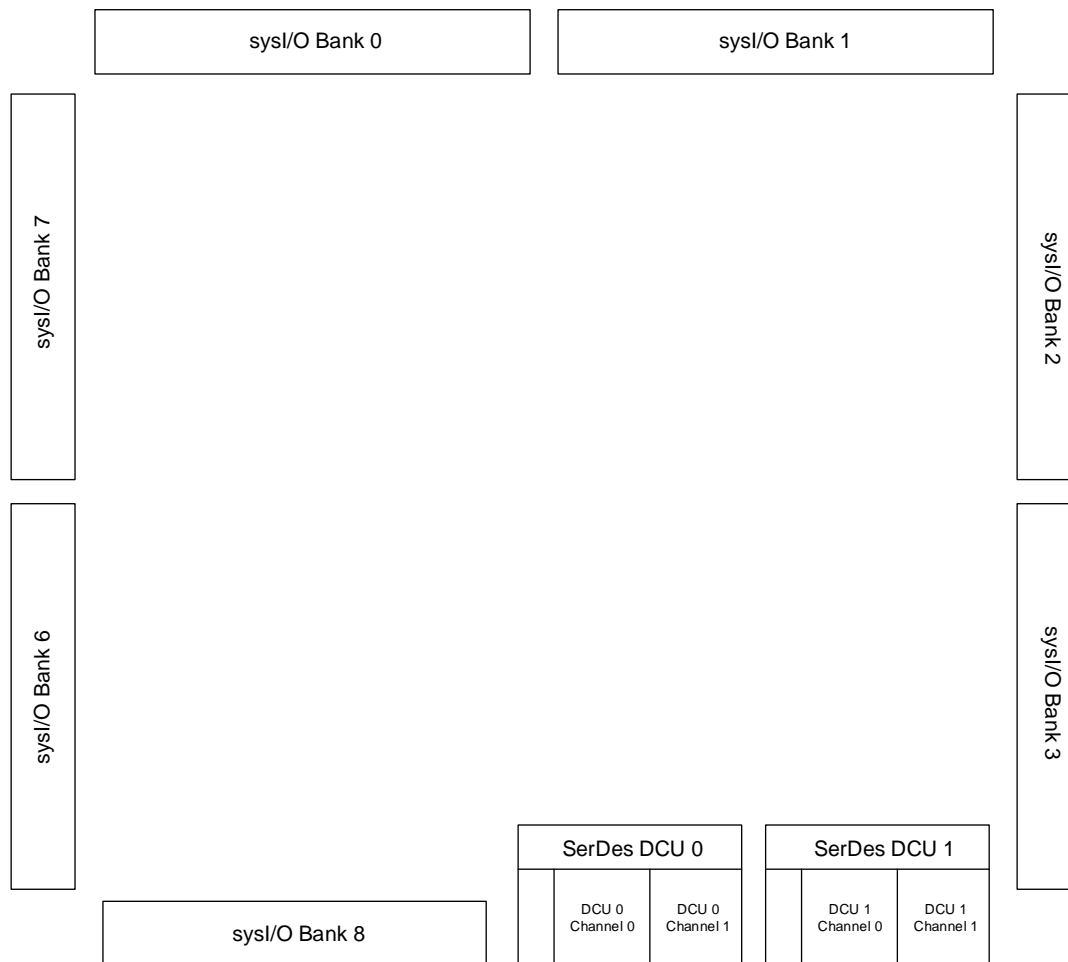 sysI/O Bank 0
sysI/O Bank 1
sysI/O Bank 7
sysI/O Bank 2
sysI/O Bank 6
sysI/O Bank 3
SerDes DCU 0
SerDes DCU 1
DCU 0
Channel 0
DCU 0
Channel 1
DCU 1
Channel 0
DCU 1
Channel 1
sysI/O Bank 8